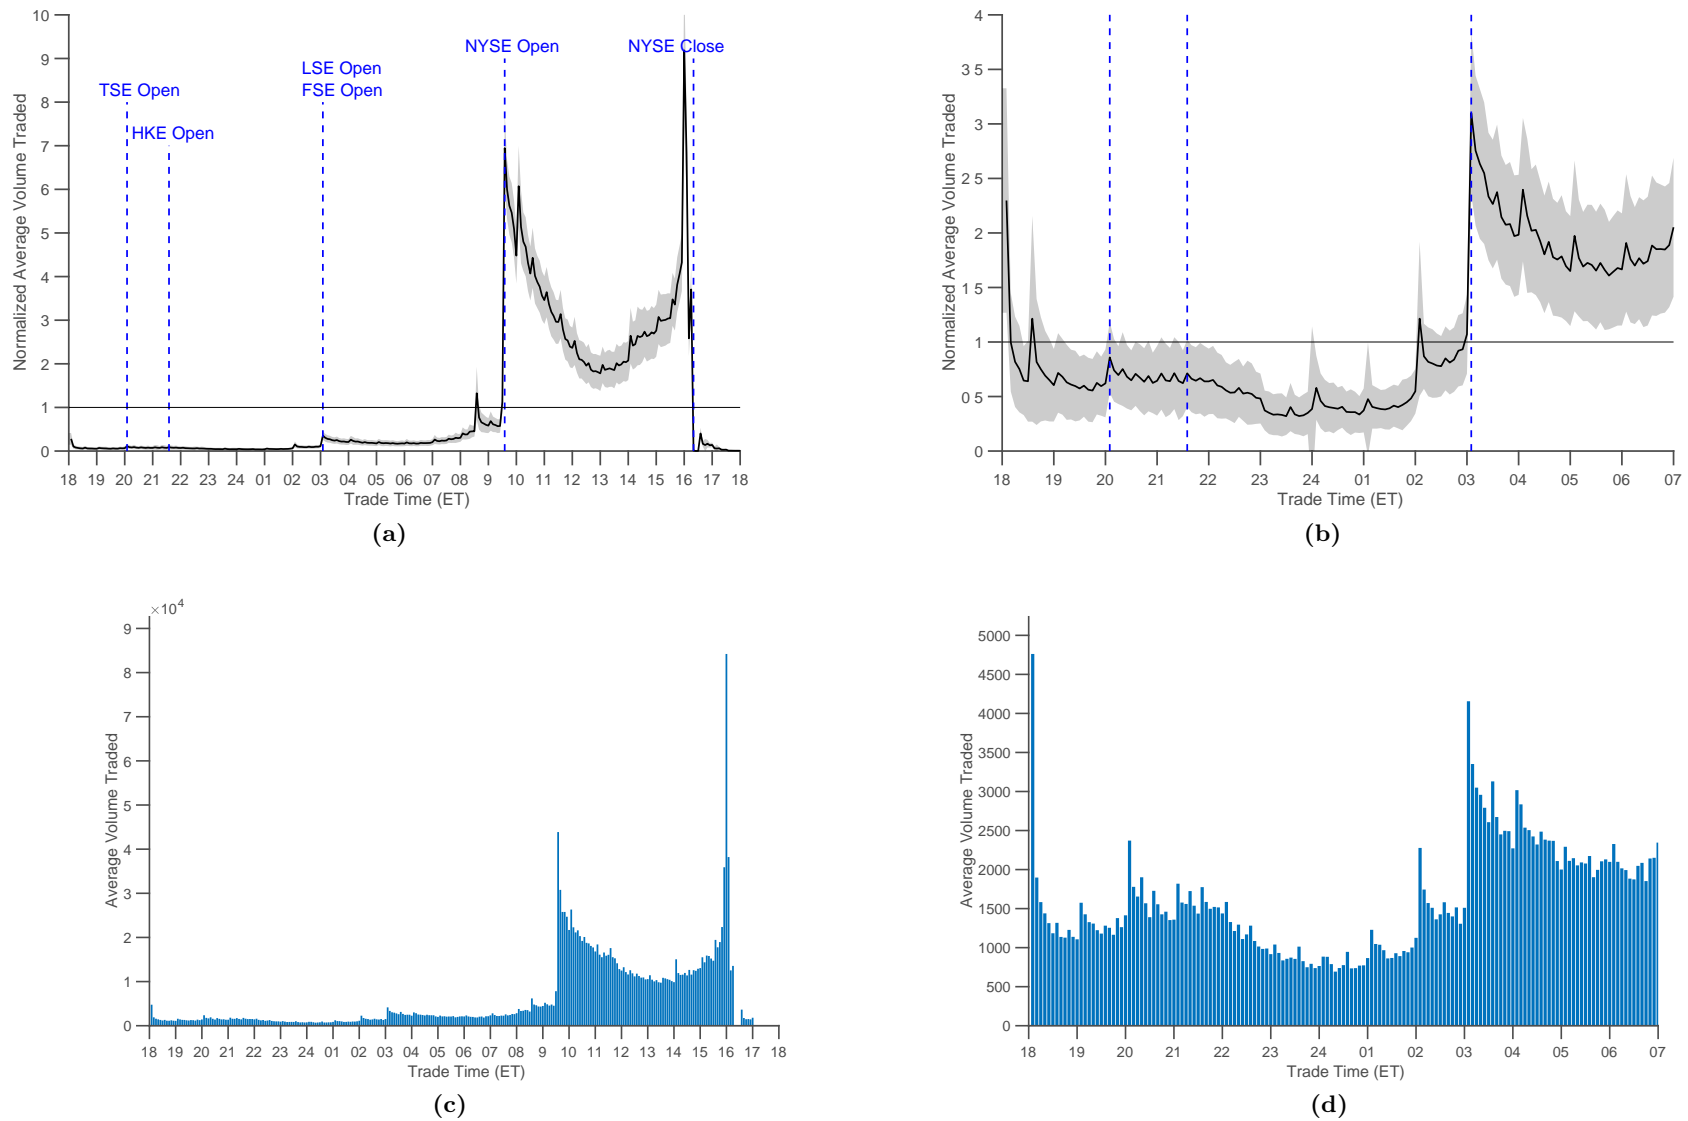 10
9
8
7
6
5
4
3
2
1
0
Normalized Average Volume Traded
TSE Open
HKE Open
LSE Open
FSE Open
NYSE Open
NYSE Close
18 19 20 21 22 23 24 01 02 03 04 05 06 07 08 9 10 11 12 13 14 15 16 17 18
Trade Time (ET)
(a)
4
3 5
3
2 5
2
1 5
1
0 5
0
Normalized Average Volume Traded
18 19 20 21 22 23 24 01 02 03 04 05 06 07
Trade Time (ET)
(b)
×10⁴
9
8
7
6
5
4
3
2
1
0
Average Volume Traded
18 19 20 21 22 23 24 01 02 03 04 05 06 07 08 9 10 11 12 13 14 15 16 17 18
Trade Time (ET)
(c)
5000
4500
4000
3500
3000
2500
2000
1500
1000
500
0
Average Volume Traded
18 19 20 21 22 23 24 01 02 03 04 05 06 07
Trade Time (ET)
(d)